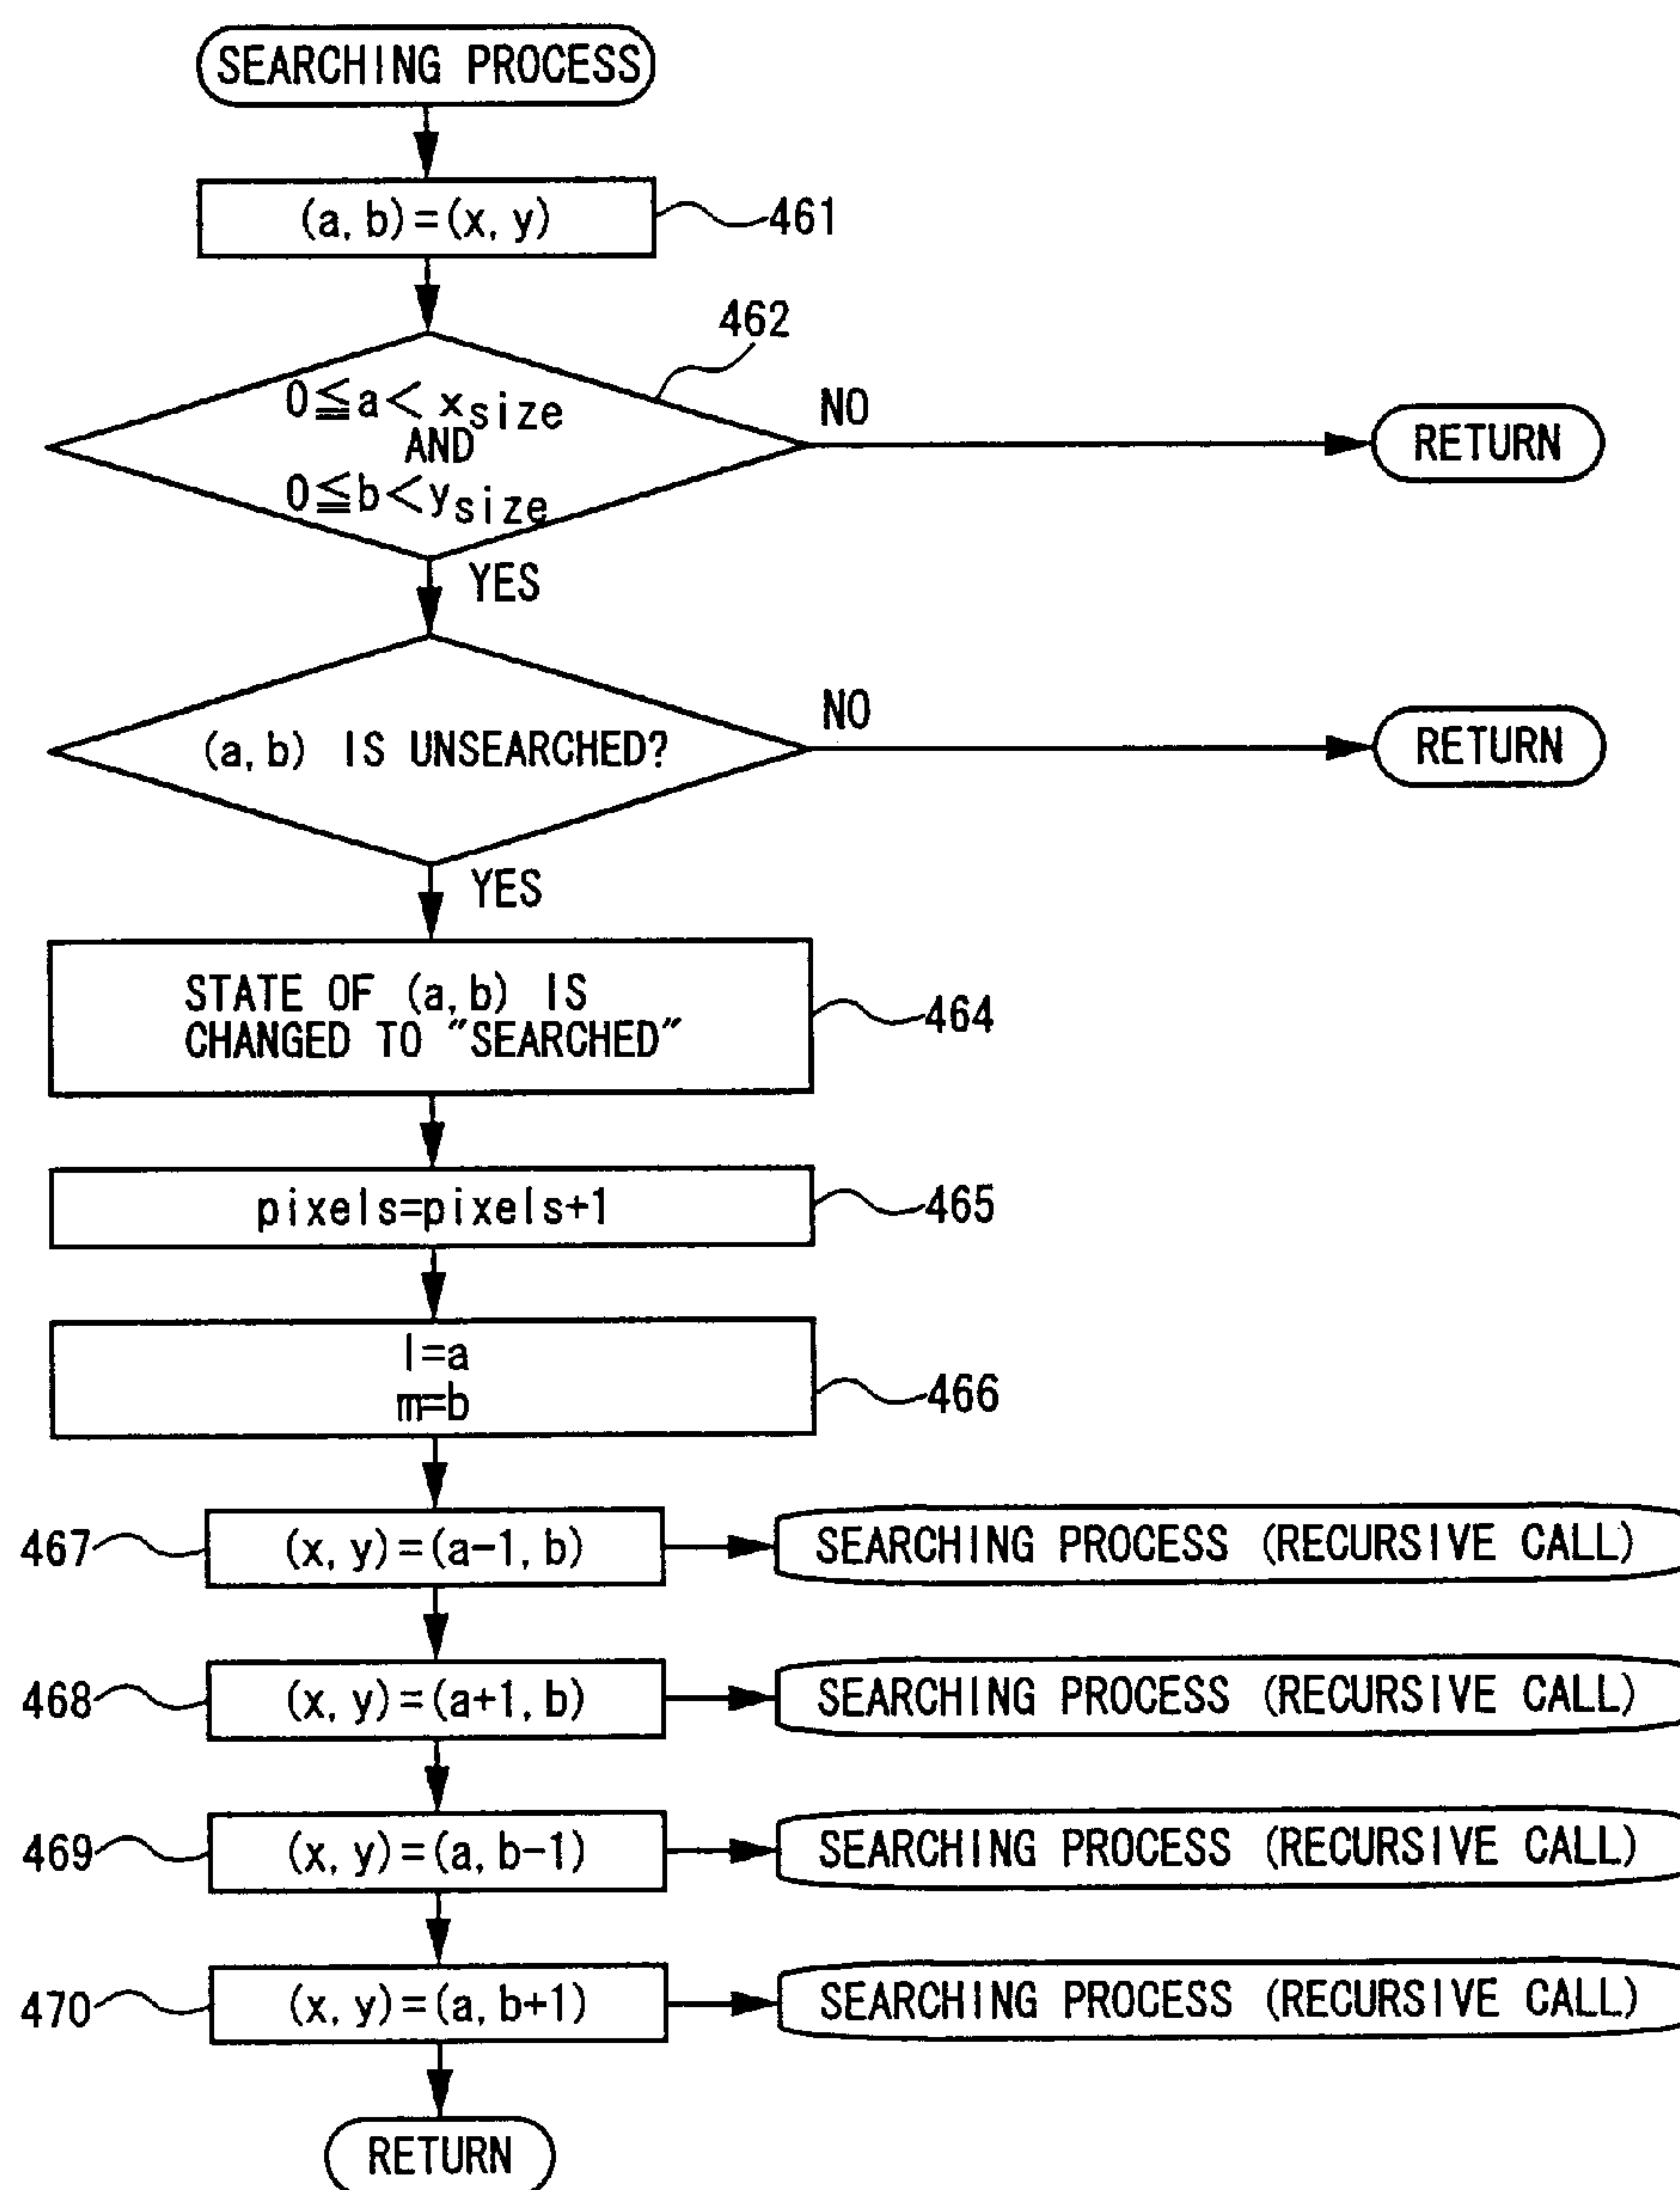 SEARCHING PROCESS
(a, b)=(x, y)
461
462
0≦a< xsize
AND
0≦b<ysize
NO
RETURN
YES
(a, b) IS UNSEARCHED?
NO
RETURN
YES
STATE OF (a, b) IS
CHANGED TO "SEARCHED"
464
pixels=pixels+1
465
l=a
m=b
466
467
(x, y)=(a-1, b)
SEARCHING PROCESS (RECURSIVE CALL)
468
(x, y)=(a+1, b)
SEARCHING PROCESS (RECURSIVE CALL)
469
(x, y)=(a, b-1)
SEARCHING PROCESS (RECURSIVE CALL)
470
(x, y)=(a, b+1)
SEARCHING PROCESS (RECURSIVE CALL)
RETURN